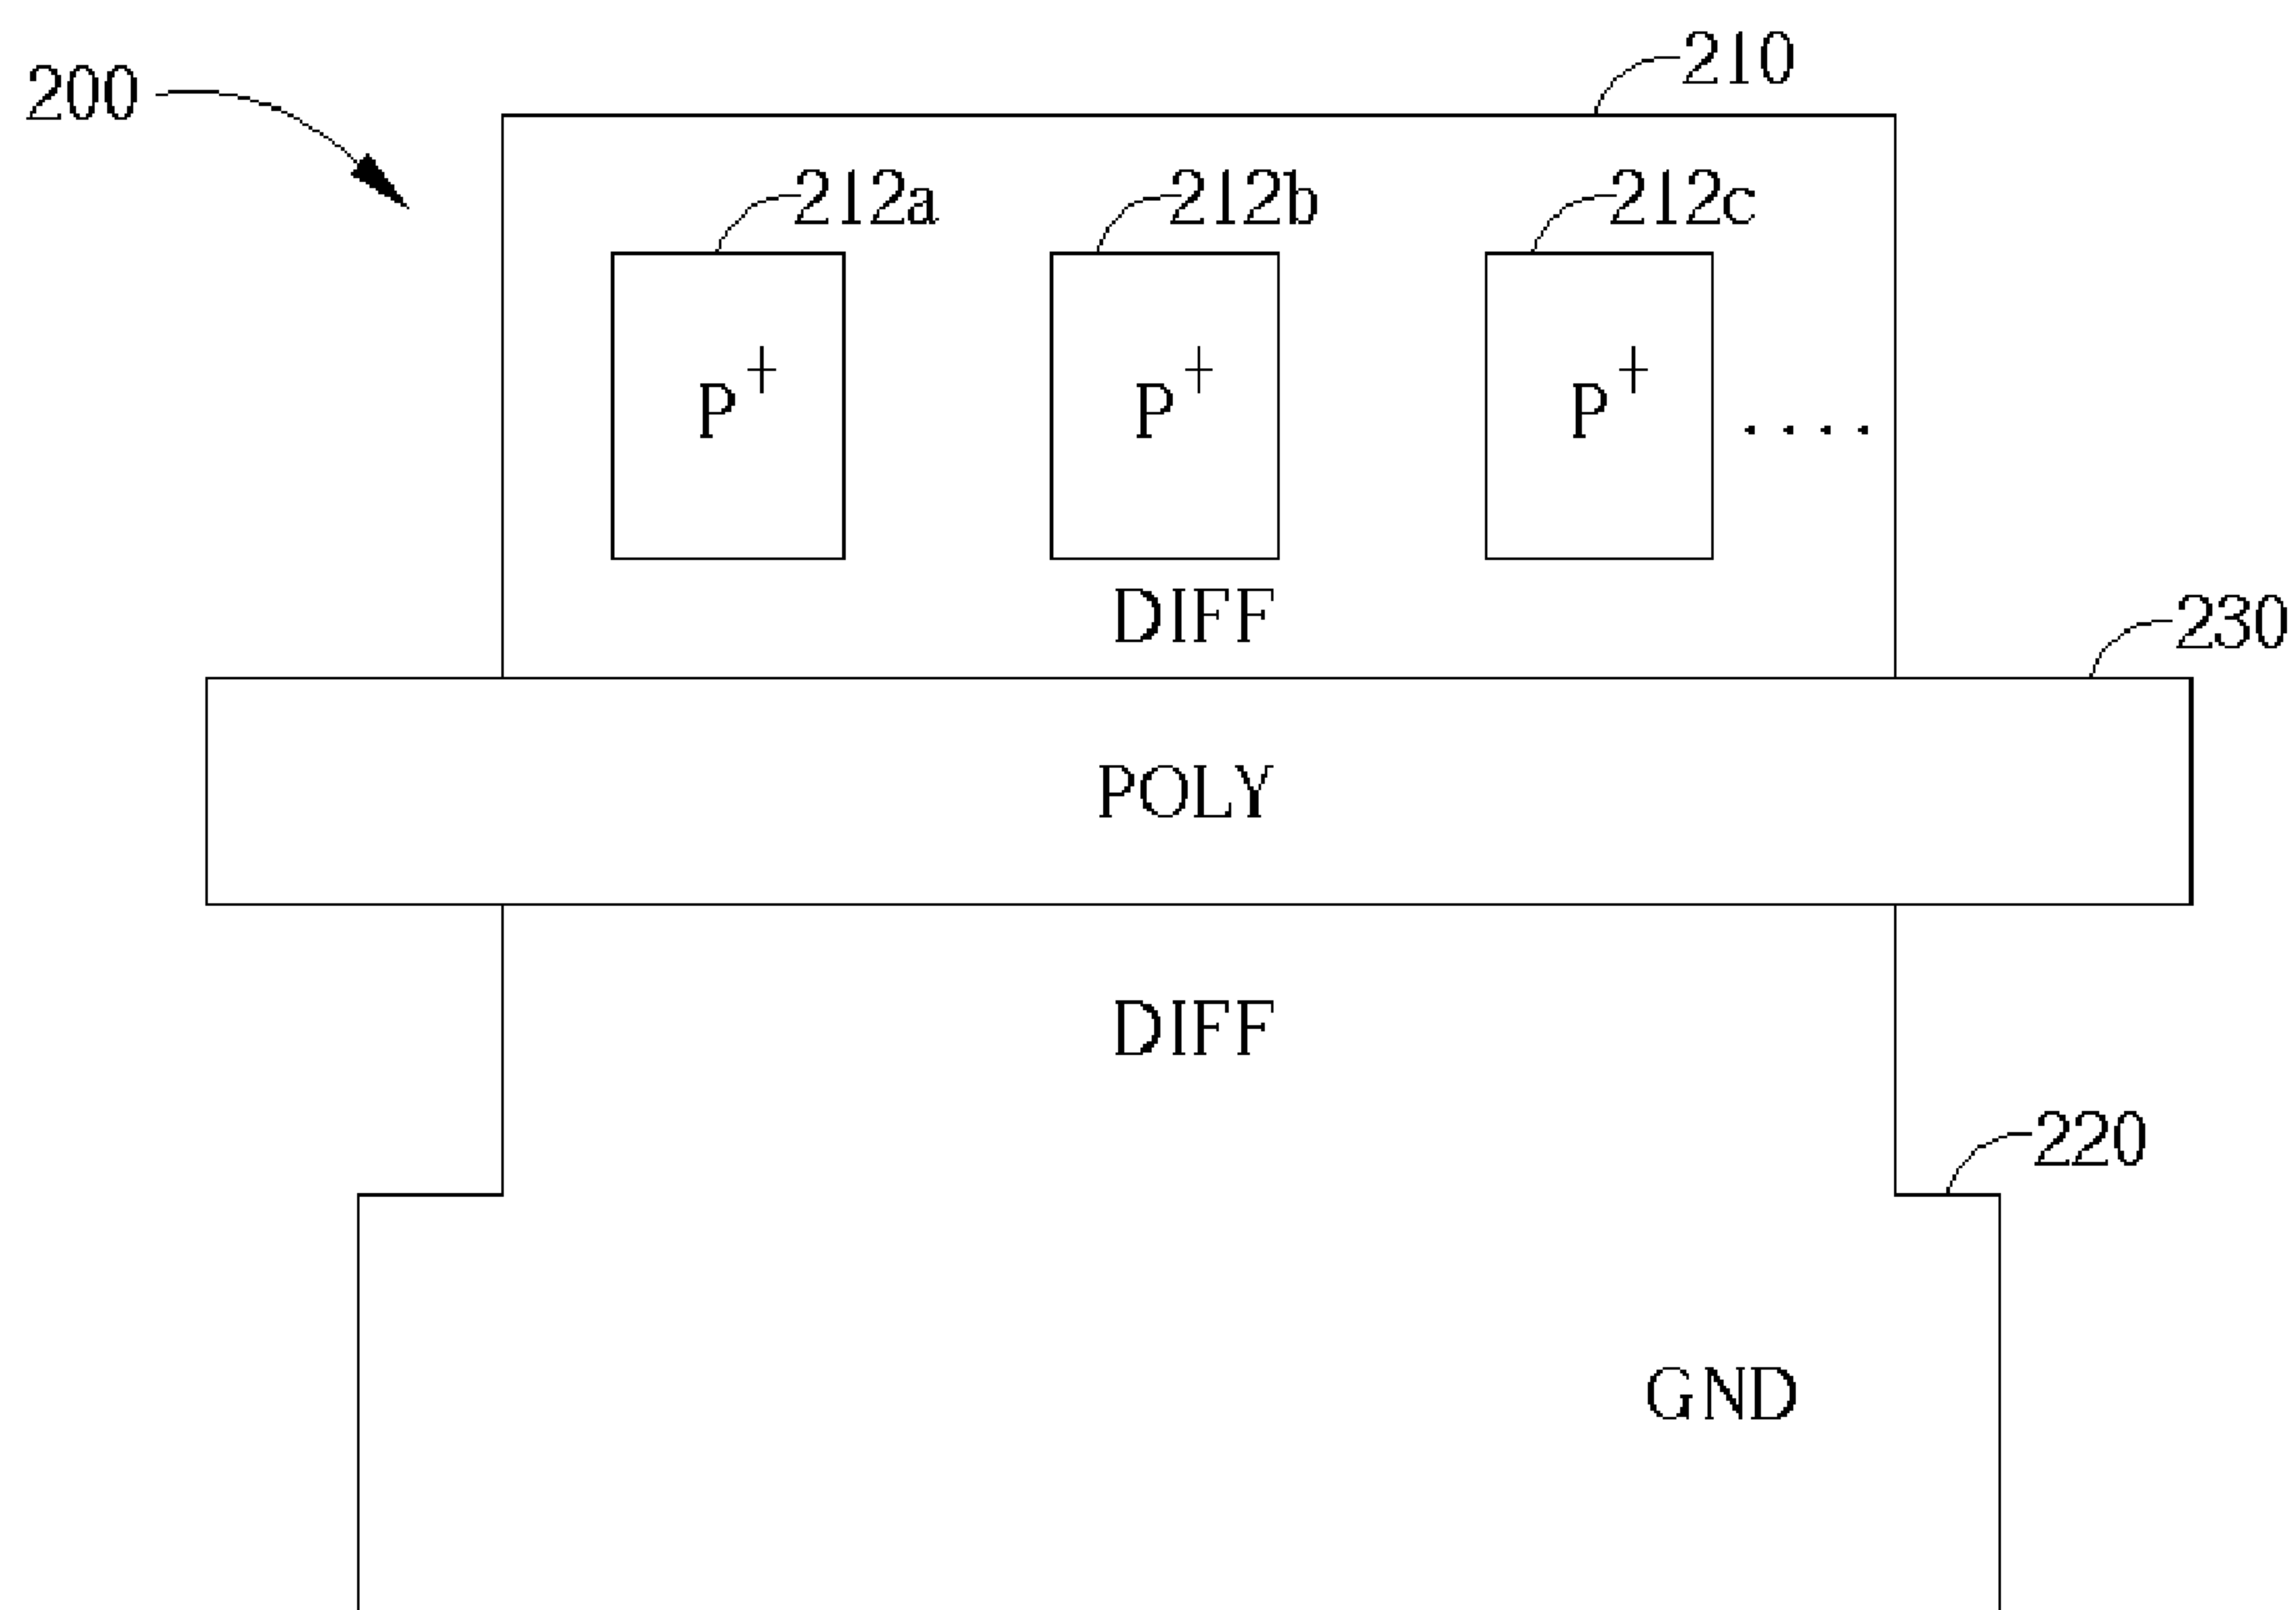 210
200
212a 212b 212c
P+ P+ P+ ....
DIFF
230
POLY
DIFF
220
GND